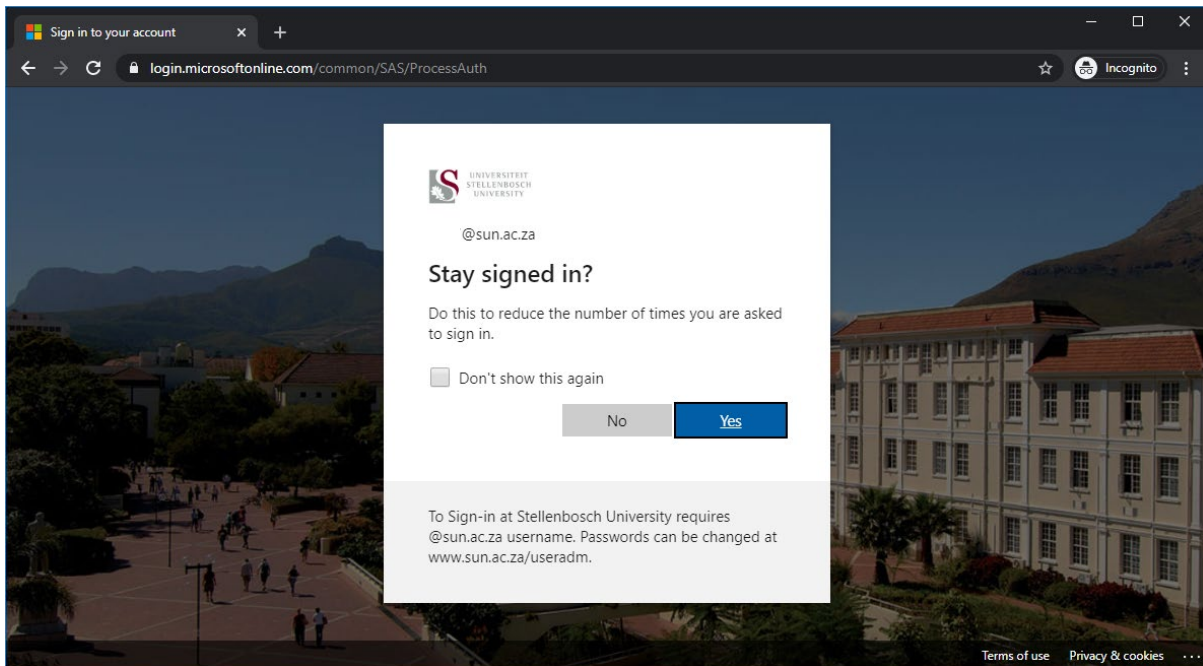 Sign in to your account
login.microsoftonline.com/common/SAS/ProcessAuth
Incognito
UNIVERSITEIT
STELLENBOSCH
UNIVERSITY
@sun.ac.za
Stay signed in?
Do this to reduce the number of times you are asked
to sign in.
Don't show this again
No
Yes
To Sign-in at Stellenbosch University requires
@sun.ac.za username. Passwords can be changed at
www.sun.ac.za/useradm.
Terms of use Privacy & cookies ...